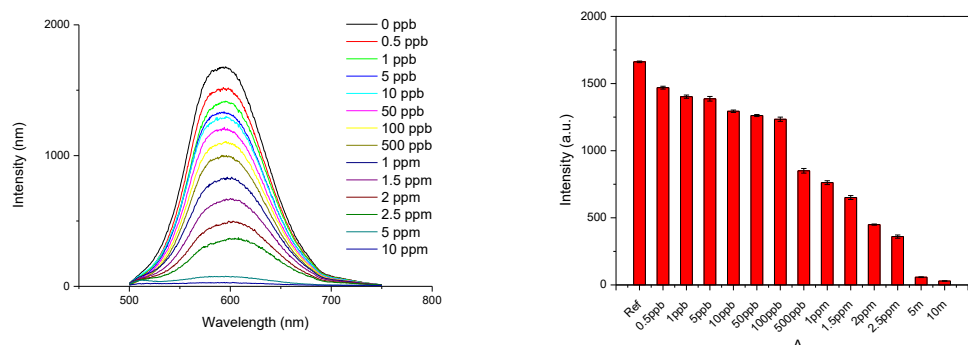 2000
1000
0
Intensity (nm)
500
600
700
800
Wavelength (nm)
0 ppb
0.5 ppb
1 ppb
5 ppb
10 ppb
50 ppb
100 ppb
500 ppb
1 ppm
1.5 ppm
2 ppm
2.5 ppm
5 ppm
10 ppm
2000
1500
1000
500
0
Intensity (a.u.)
Ref
0.5ppb
1ppb
5ppb
10ppb
50ppb
100ppb
500ppb
1ppm
1.5ppm
2ppm
2.5ppm
5m
10m